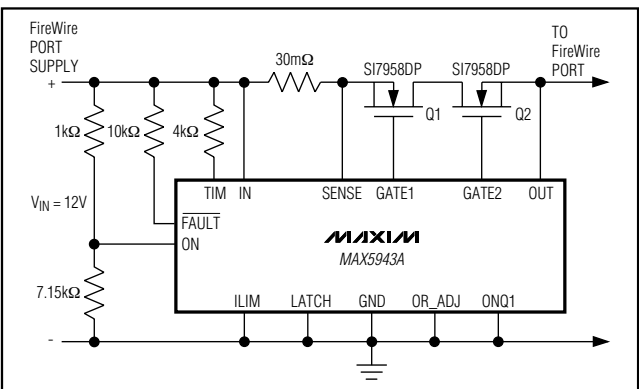 FireWire
PORT
SUPPLY
+
30mΩ
SI7958DP
SI7958DP
TO
FireWire
PORT
Q1
Q2
1kΩ
10kΩ
4kΩ
VIN = 12V
7.15kΩ
TIM IN SENSE GATE1 GATE2 OUT
FAULT
ON
MAXIM
MAX5943A
ILIM LATCH GND OR_ADJ ONQ1
-